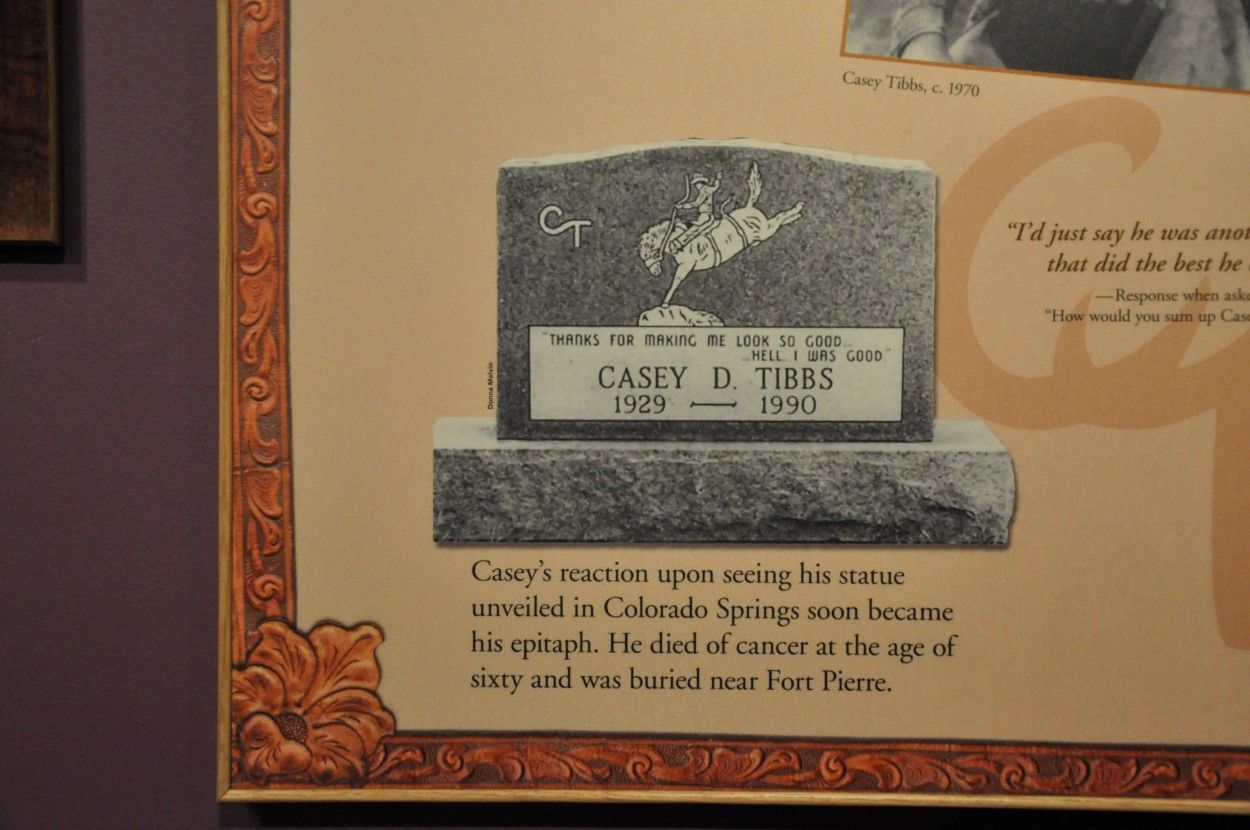 Casey Tibbs, c. 1970
CT
"THANKS FOR MAKING ME LOOK SO GOOD...
...HELL, I WAS GOOD"
CASEY D. TIBBS
1929 — 1990
Donna Melvin
"I'd just say he was
that did the best he
—Response when
"How would you sum up
Casey's reaction upon seeing his statue
unveiled in Colorado Springs soon became
his epitaph. He died of cancer at the age of
sixty and was buried near Fort Pierre.